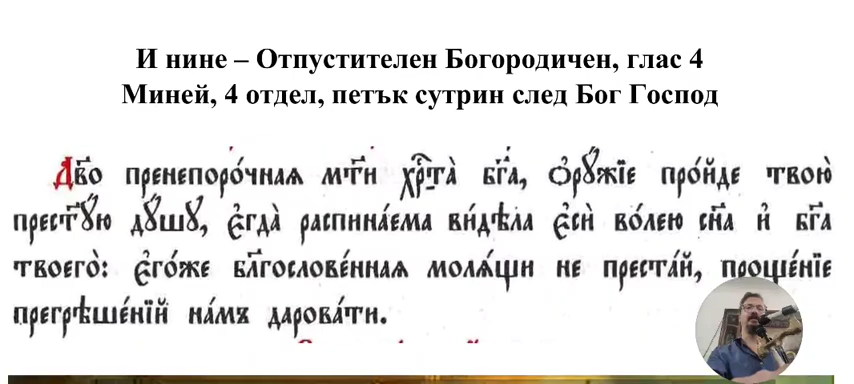 И нине – Отпустителен Богородичен, глас 4
Миней, 4 отдел, петък сутрин след Бог Господ
Дв҃о пренепоро́чнаѧ мт҃и хрⷭ҇та̀ бг҃а, ѻ҆рꙋ́жїе про́йде твою̀
прест҃ꙋ́ю дꙋ́шꙋ, є҆гда̀ распина́ема ви́дѣла є҆сѝ во́лею сн҃а и҆ бг҃а
твоего̀: є҆го́же бл҃гослове́ннаѧ молѧ́щи не преста́й, проще́нїе
прегрѣше́нїй на́мъ дарова́ти.